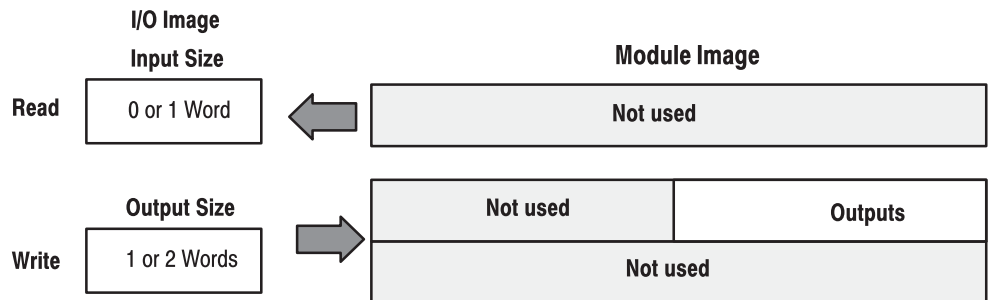 I/O Image
Input Size
Module Image
Read
0 or 1 Word
Not used
Output Size
Not used
Outputs
Write
1 or 2 Words
Not used